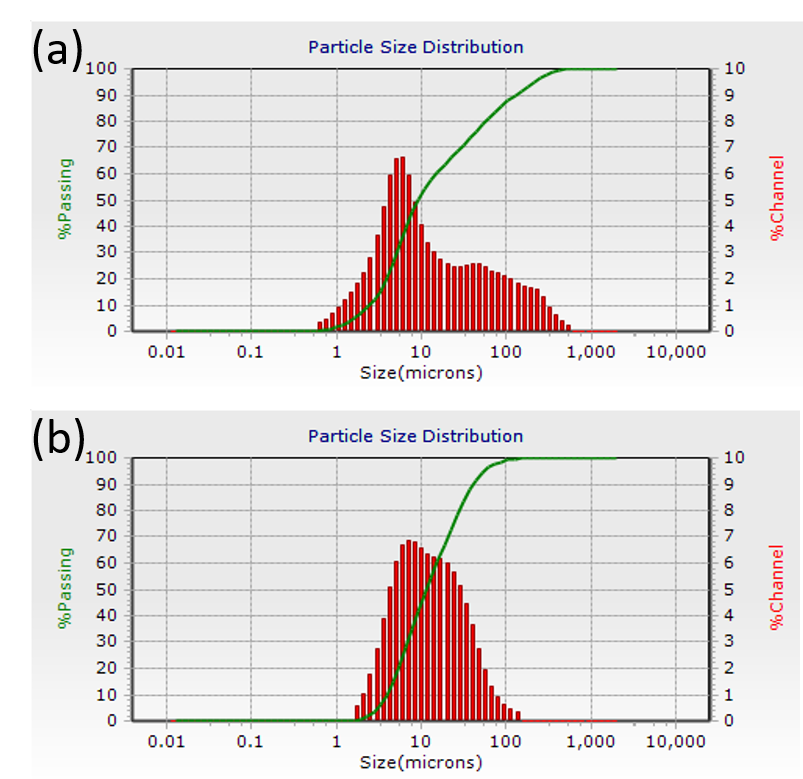 (a)
Particle Size Distribution
100 10
90 9
80 8
70 7
60 6
50 5
40 4
30 3
20 2
10 1
0 0
%Passing
%Channel
0.01 0.1 1 10 100 1,000 10,000
Size(microns)
(b)
Particle Size Distribution
100 10
90 9
80 8
70 7
60 6
50 5
40 4
30 3
20 2
10 1
0 0
%Passing
%Channel
0.01 0.1 1 10 100 1,000 10,000
Size(microns)